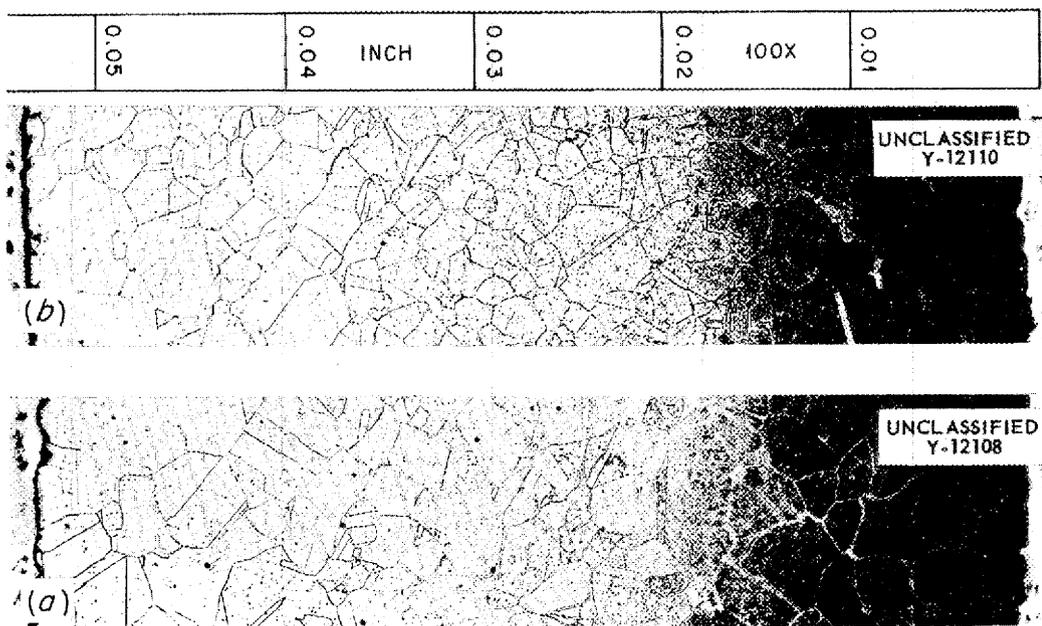 0.05 0.04 INCH 0.03 0.02 100X 0.01
UNCLASSIFIED
Y-12110
(b)
UNCLASSIFIED
Y-12108
(a)